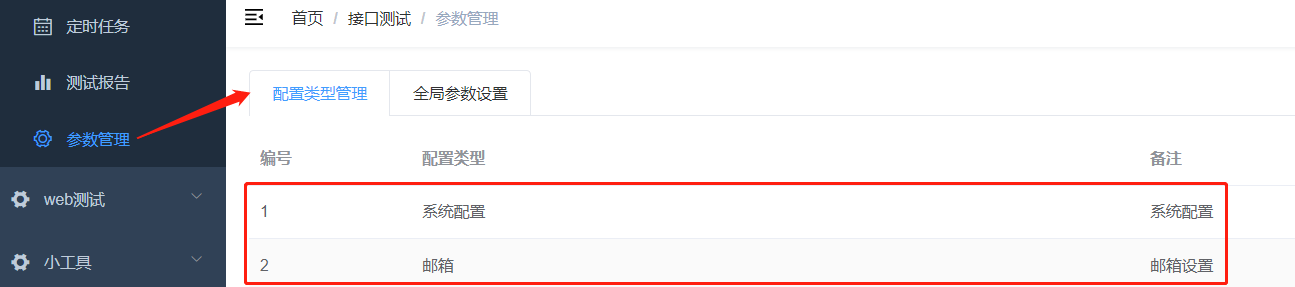 定时任务
测试报告
参数管理
web测试
小工具
首页 / 接口测试 / 参数管理
配置类型管理 全局参数设置
编号 配置类型 备注
1 系统配置 系统配置
2 邮箱 邮箱设置